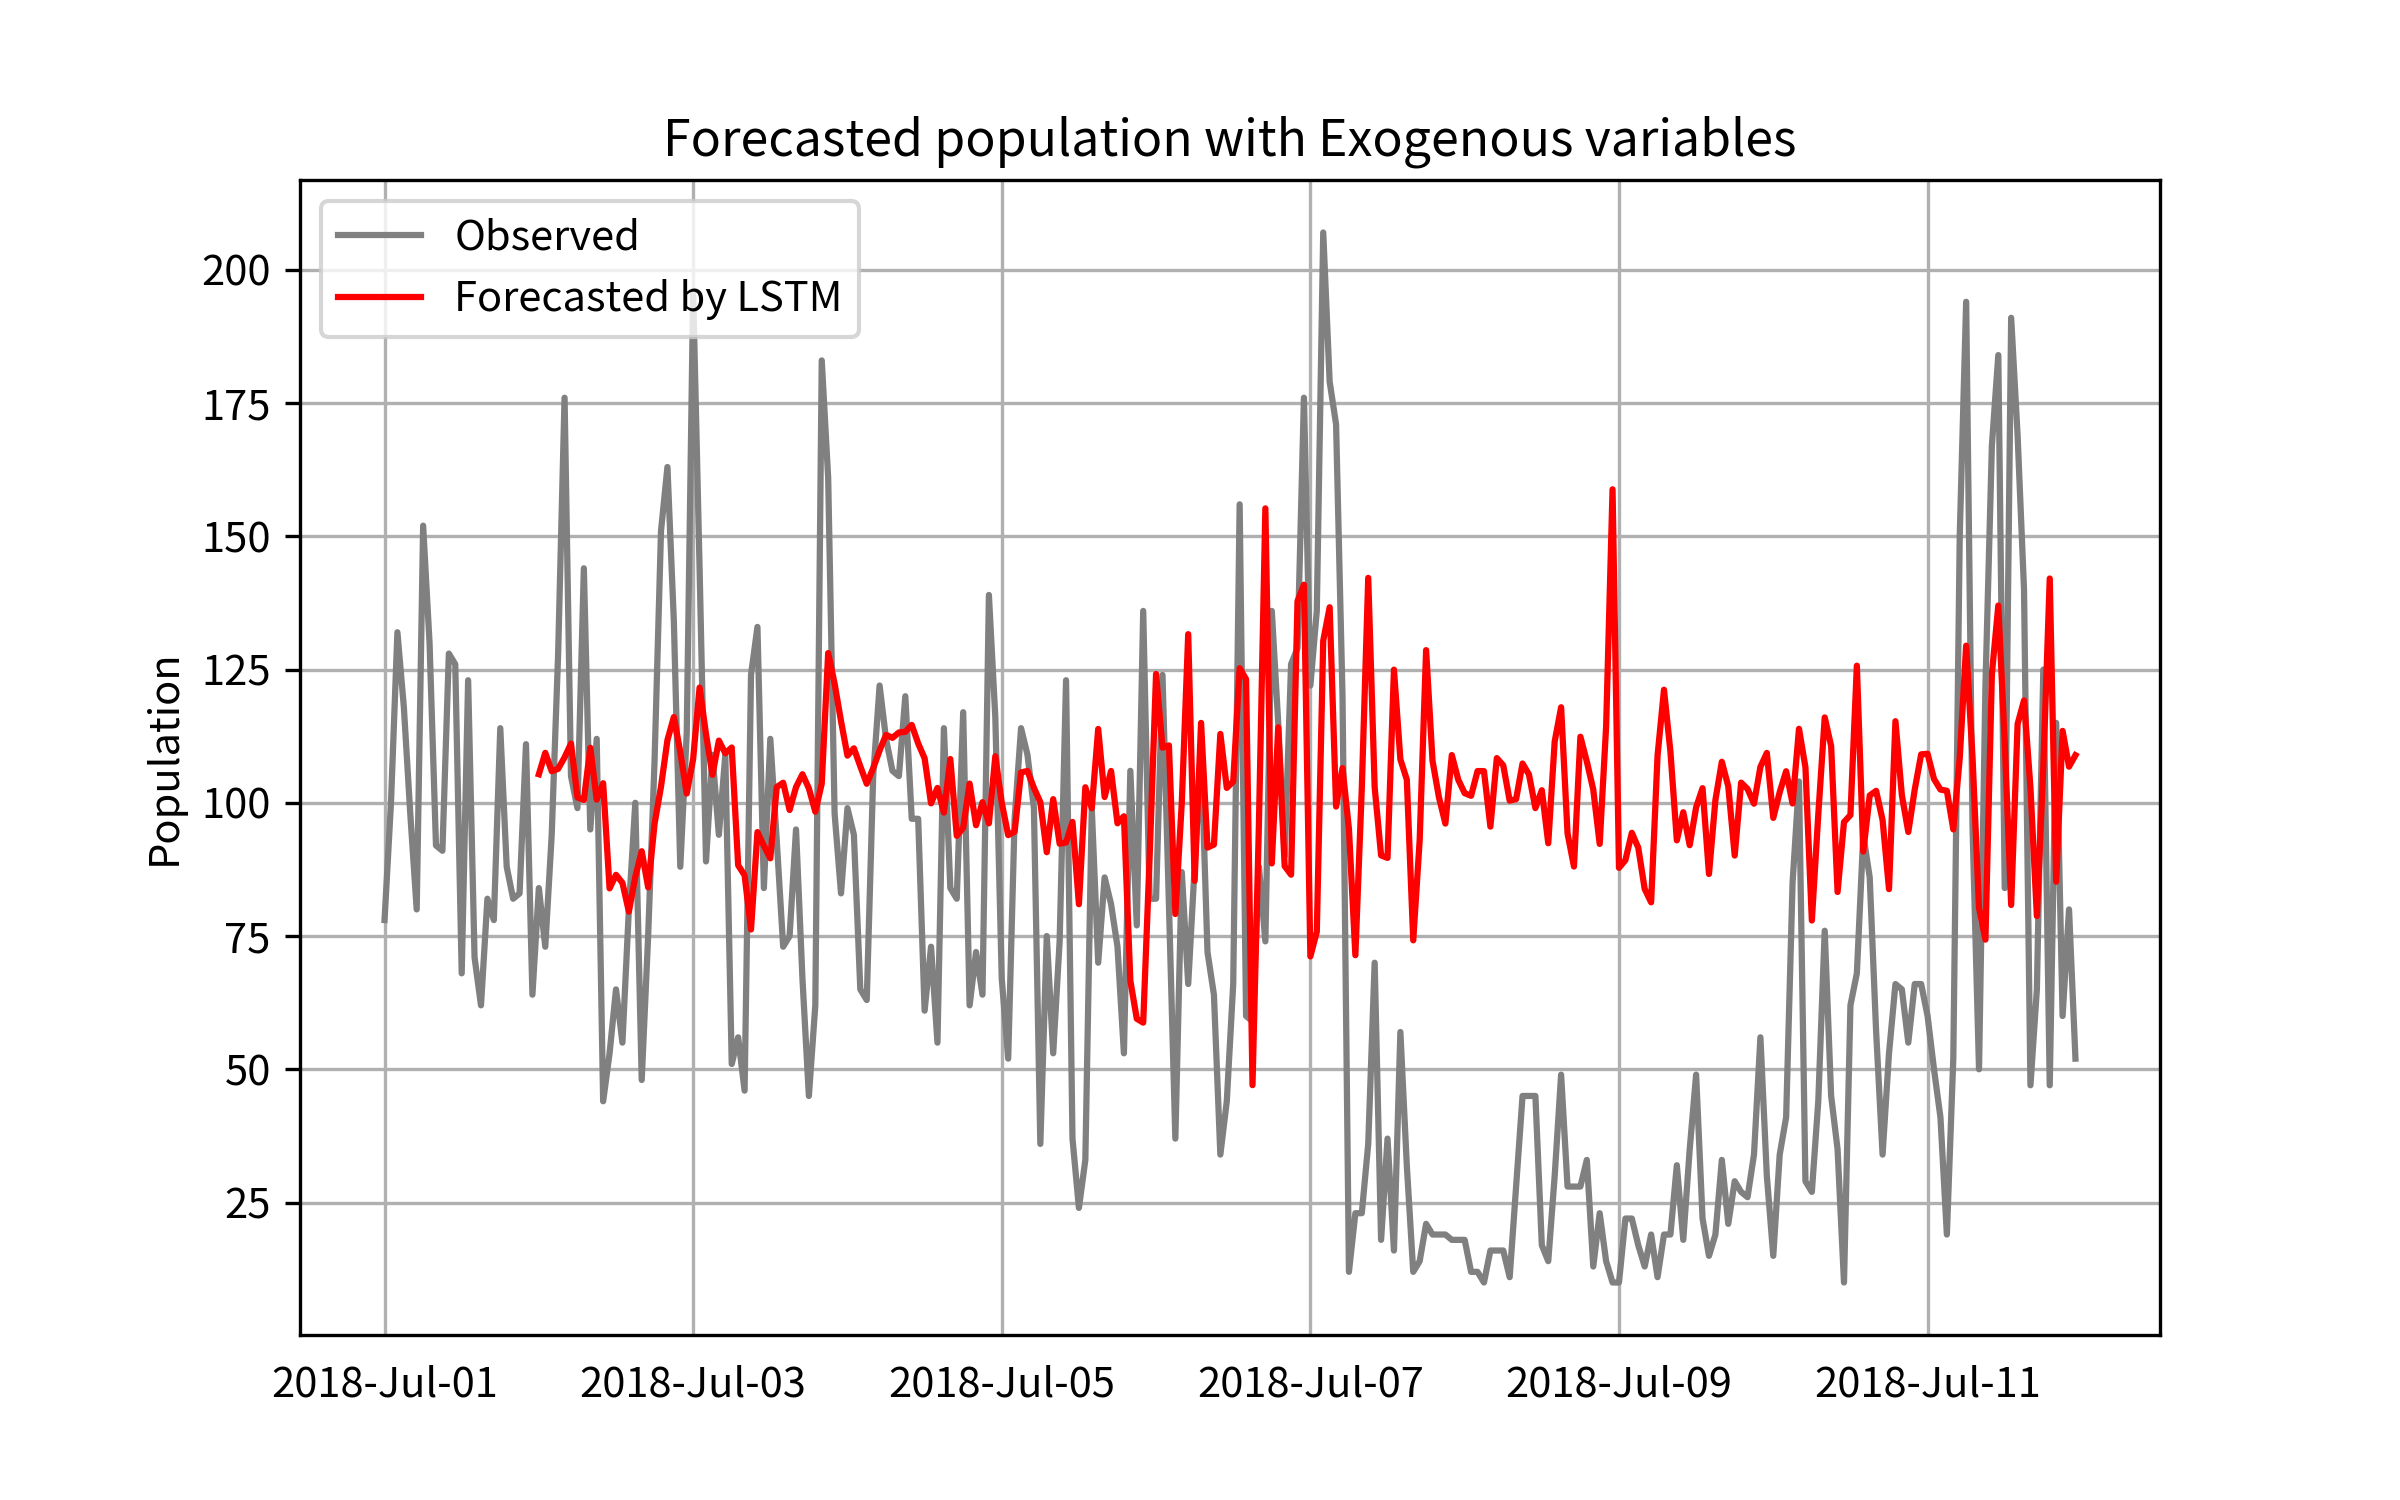 Forecasted population with Exogenous variables
Observed
Forecasted by LSTM
Population
200
175
150
125
100
75
50
25
2018-Jul-01
2018-Jul-03
2018-Jul-05
2018-Jul-07
2018-Jul-09
2018-Jul-11